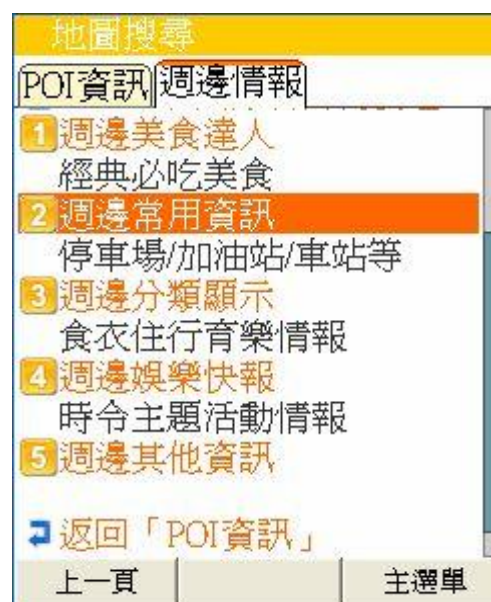 地圖搜尋
POI資訊 週邊情報
1 週邊美食達人
經典必吃美食
2 週邊常用資訊
停車場/加油站/車站等
3 週邊分類顯示
食衣住行育樂情報
4 週邊娛樂快報
時令主題活動情報
5 週邊其他資訊
返回「POI資訊」
上一頁 主選單